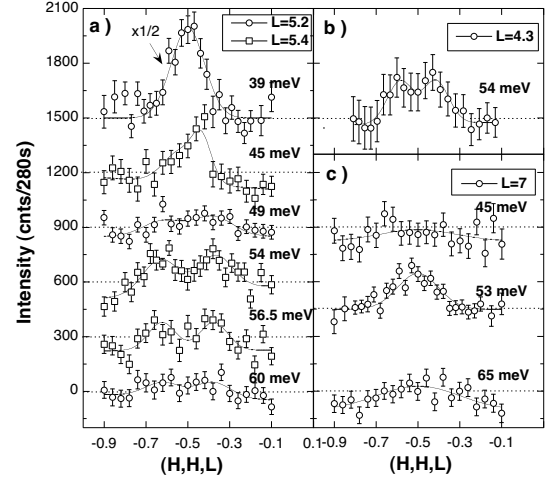 a )
x1/2
L=5.2
L=5.4
39 meV
45 meV
49 meV
54 meV
56.5 meV
60 meV
2100
1800
1500
1200
900
600
300
0
Intensity (cnts/280s)
-0.9 -0.7 -0.5 -0.3 -0.1 0.1
(H,H,L)
b )
L=4.3
54 meV
c )
L=7
45meV
53 meV
65 meV
-0.9 -0.7 -0.5 -0.3 -0.1
(H,H,L)